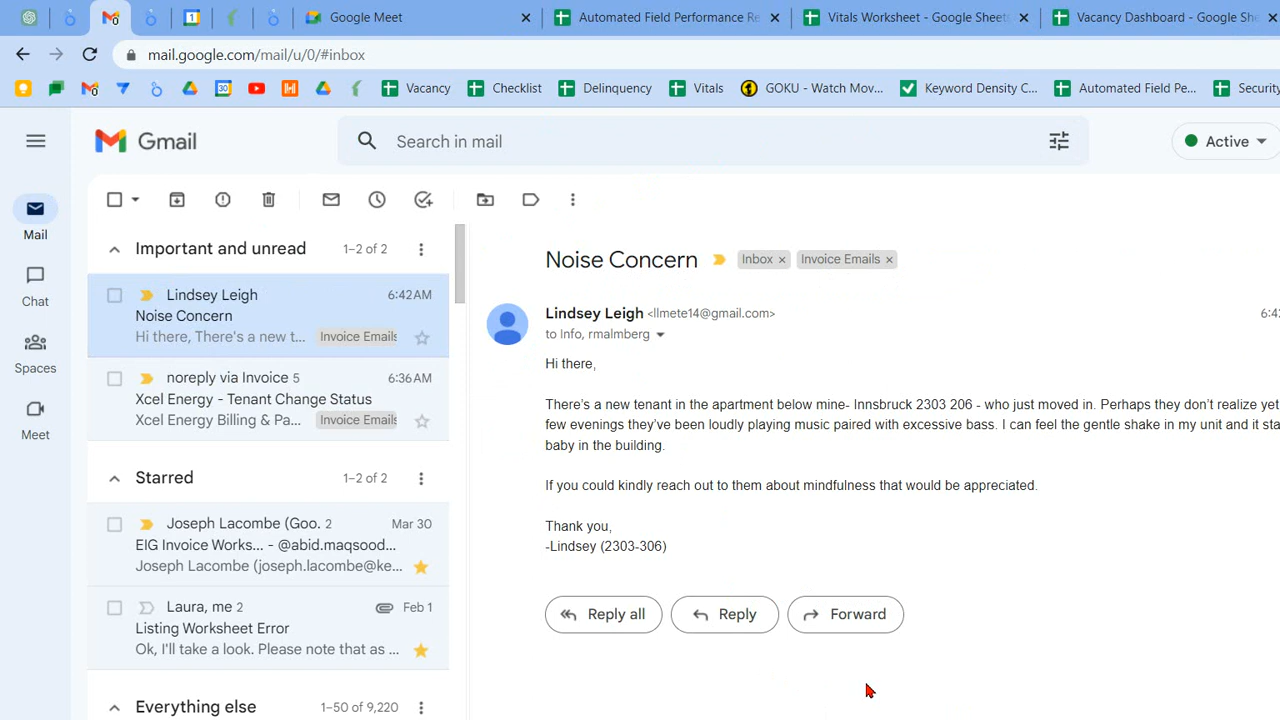 Google Meet
Automated Field Performance Re
Vitals Worksheet - Google Sheets
Vacancy Dashboard - Google She
mail.google.com/mail/u/0/#inbox
Vacancy
Checklist
Delinquency
Vitals
GOKU - Watch Mov...
Keyword Density C...
Automated Field Pe...
Security
Gmail
Search in mail
Active
Mail
Chat
Spaces
Meet
Important and unread
1–2 of 2
Lindsey Leigh
6:42AM
Noise Concern
Hi there, There's a new t...
Invoice Emails
noreply via Invoice 5
6:36AM
Xcel Energy - Tenant Change Status
Xcel Energy Billing & Pa...
Invoice Emails
Starred
1–2 of 2
Joseph Lacombe (Goo. 2
Mar 30
EIG Invoice Works... - @abid.maqsood...
Joseph Lacombe (joseph.lacombe@ke...
Laura, me 2
Feb 1
Listing Worksheet Error
Ok, I'll take a look. Please note that as ...
Everything else
1–50 of 9,220
Noise Concern
Inbox ×
Invoice Emails ×
Lindsey Leigh <llmete14@gmail.com>
6:42
to Info, rmalmberg
Hi there,
There's a new tenant in the apartment below mine- Innsbruck 2303 206 - who just moved in. Perhaps they don't realize yet
few evenings they've been loudly playing music paired with excessive bass. I can feel the gentle shake in my unit and it sta
baby in the building.
If you could kindly reach out to them about mindfulness that would be appreciated.
Thank you,
-Lindsey (2303-306)
Reply all
Reply
Forward